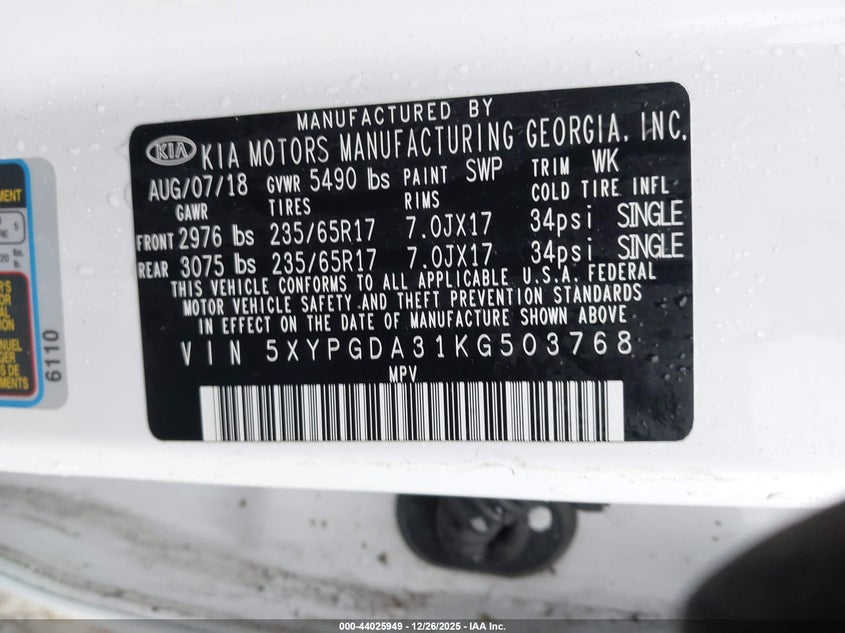 MANUFACTURED BY
KIA KIA MOTORS MANUFACTURING GEORGIA, INC.
AUG/07/18 GVWR 5490 lbs PAINT SWP TRIM WK
GAWR TIRES RIMS COLD TIRE INFL
FRONT 2976 lbs 235/65R17 7.0JX17 34psi SINGLE
REAR 3075 lbs 235/65R17 7.0JX17 34psi SINGLE
THIS VEHICLE CONFORMS TO ALL APPLICABLE U.S.A. FEDERAL
MOTOR VEHICLE SAFETY AND THEFT PREVENTION STANDARDS
IN EFFECT ON THE DATE OF MANUFACTURE SHOWN ABOVE
VIN 5XYPGDA31KG503768
MPV
6110
000-44025949 - 12/26/2025 - IAA Inc.